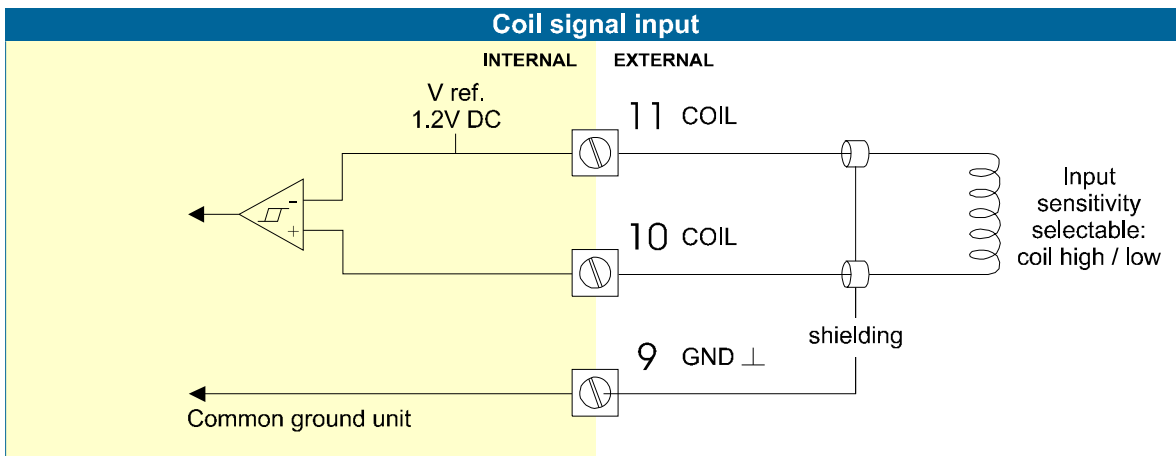 Coil signal input
INTERNAL
EXTERNAL
V ref.
1.2V DC
11 COIL
-
+
10 COIL
Input
sensitivity
selectable:
coil high / low
shielding
9 GND ⊥
Common ground unit